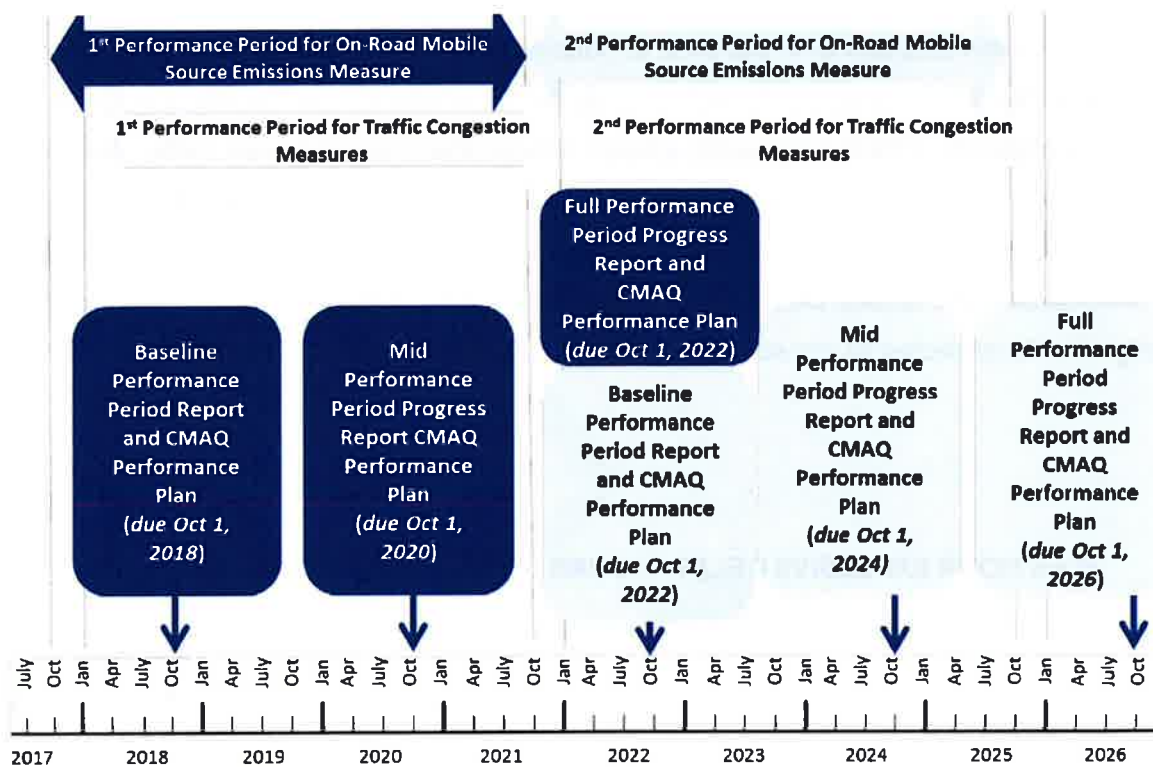 1st Performance Period for On-Road Mobile
Source Emissions Measure
2nd Performance Period for On-Road Mobile
Source Emissions Measure
1st Performance Period for Traffic Congestion
Measures
2nd Performance Period for Traffic Congestion
Measures
Baseline
Performance
Period Report
and CMAQ
Performance
Plan
(due Oct 1,
2018)
Mid
Performance
Period Progress
Report CMAQ
Performance
Plan
(due Oct 1,
2020)
Full Performance
Period Progress
Report and
CMAQ
Performance Plan
(due Oct 1, 2022)
Baseline
Performance
Period Report
and CMAQ
Performance
Plan
(due Oct 1,
2022)
Mid
Performance
Period Progress
Report and
CMAQ
Performance
Plan
(due Oct 1,
2024)
Full
Performance
Period
Progress
Report and
CMAQ
Performance
Plan
(due Oct 1,
2026)
July Oct Jan Apr July Oct Jan Apr July Oct Jan Apr July Oct Jan Apr July Oct Jan Apr July Oct Jan Apr July Oct Jan Apr July Oct Jan Apr July Oct Jan Apr July Oct
2017 2018 2019 2020 2021 2022 2023 2024 2025 2026